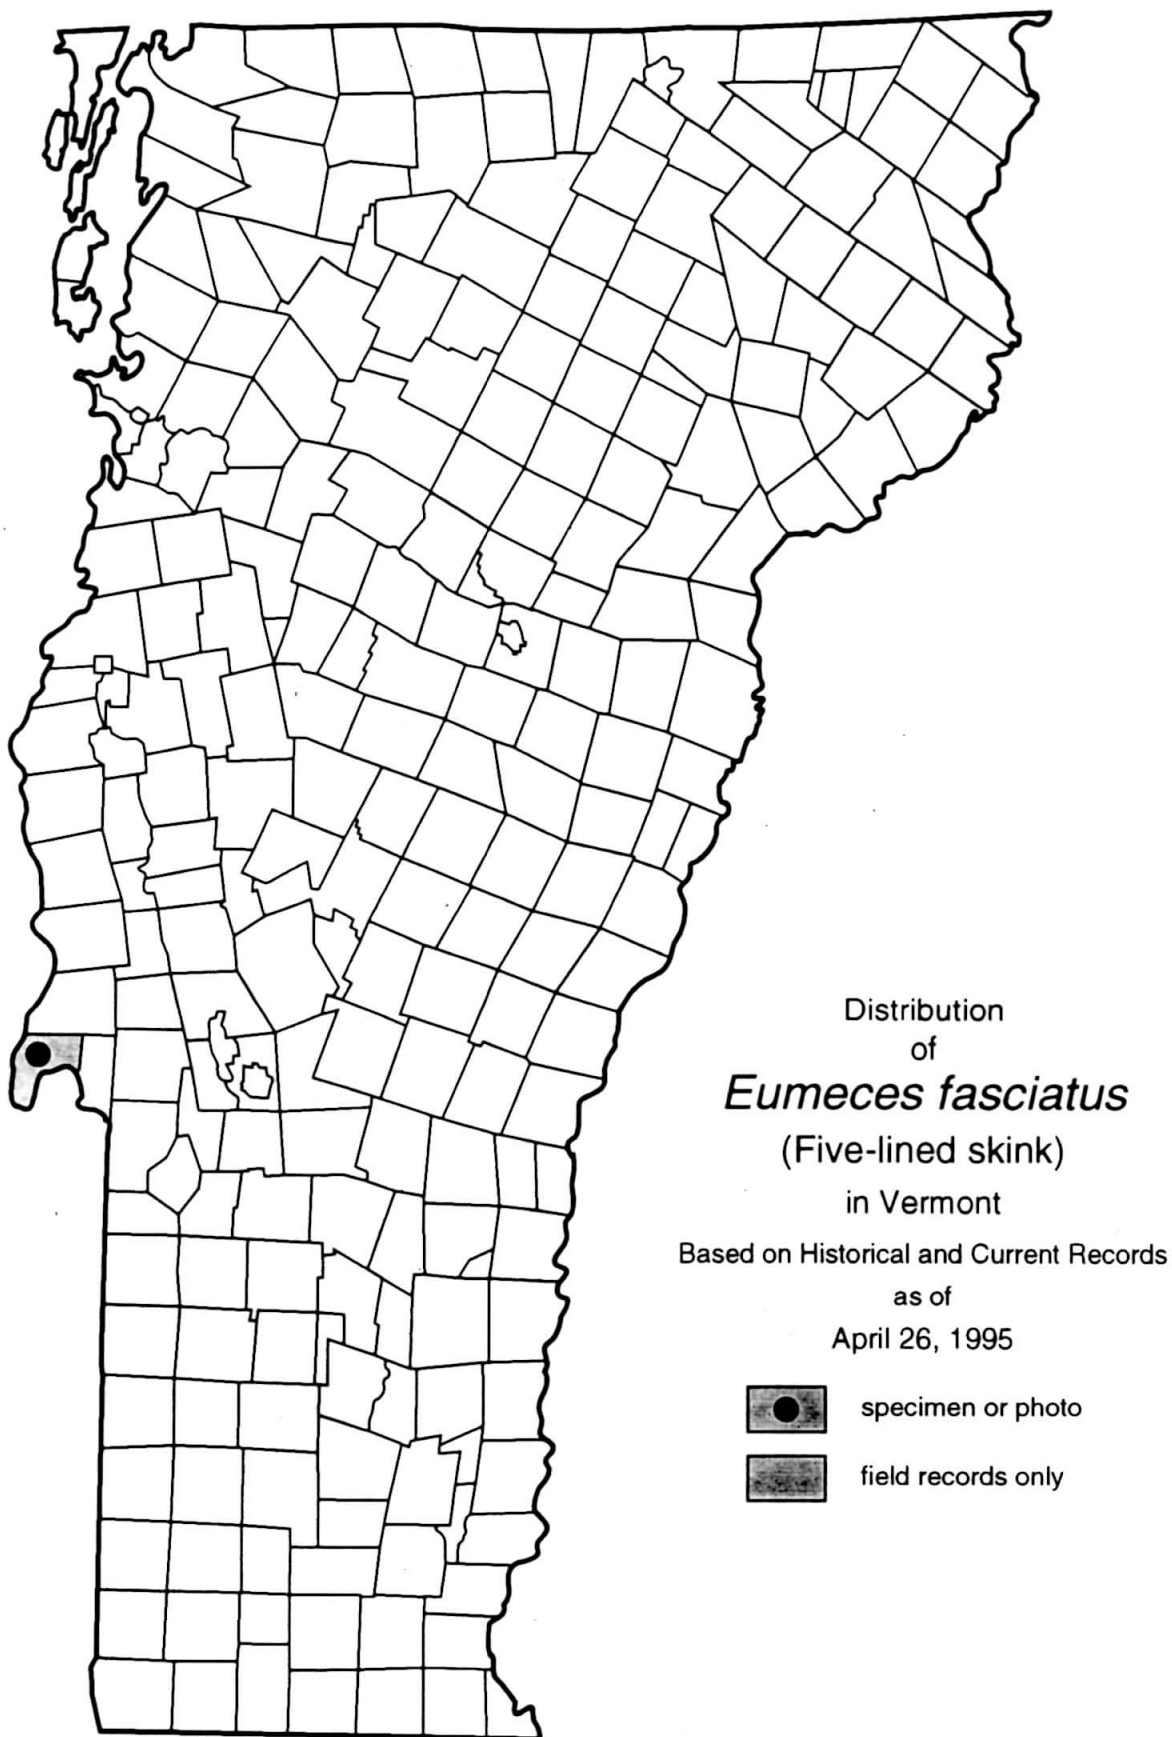 Distribution
of
Eumeces fasciatus
(Five-lined skink)
in Vermont
Based on Historical and Current Records
as of
April 26, 1995
specimen or photo
field records only